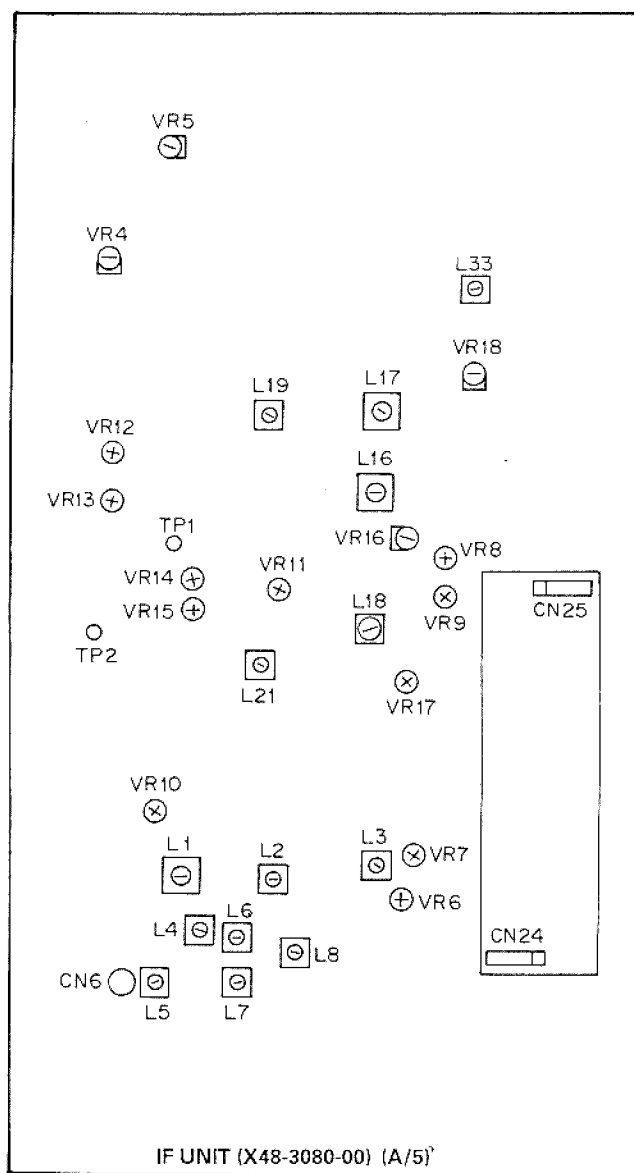 VR5
VR4
L33
VR18
L19
L17
VR12
L16
VR13
TP1
VR16
VR8
VR14
VR11
CN25
VR15
L18
VR9
TP2
L21
VR17
VR10
L1
L2
L3
VR7
VR6
L4
L6
L8
CN24
CN6
L5
L7
IF UNIT (X48-3080-00) (A/5)